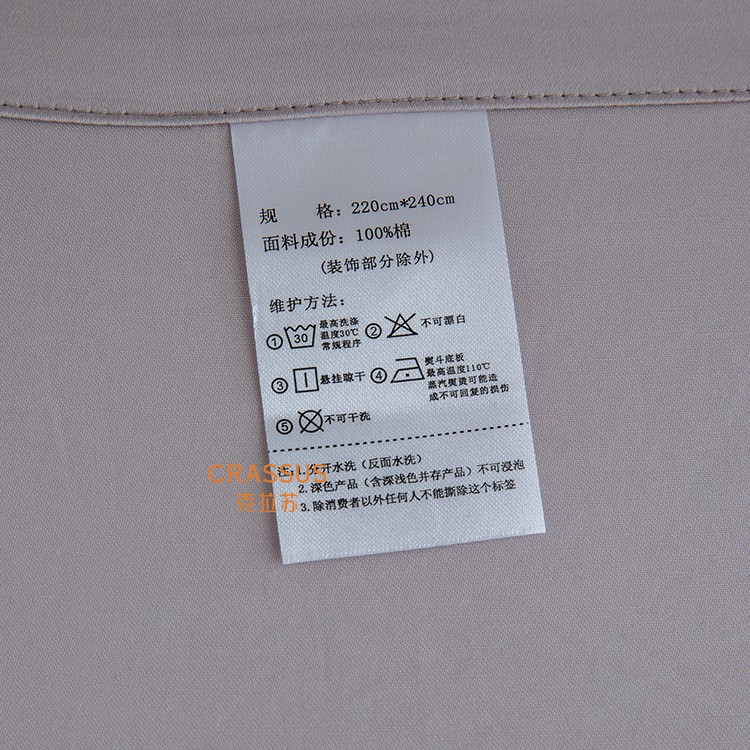 规 格：220cm*240cm
面料成份：100%棉
(装饰部分除外)
维护方法：
① 30 最高洗涤
温度30℃
常规程序
② 不可漂白
③ 悬挂晾干
④ 熨斗底板
最高温度110℃
蒸汽熨烫可能造
成不可回复的损伤
⑤ 不可干洗
注：1.分开水洗（反面水洗）
2.深色产品（含深浅色并存产品）不可浸泡
3.除消费者以外任何人不能撕除这个标签
CRASSUS
克拉苏